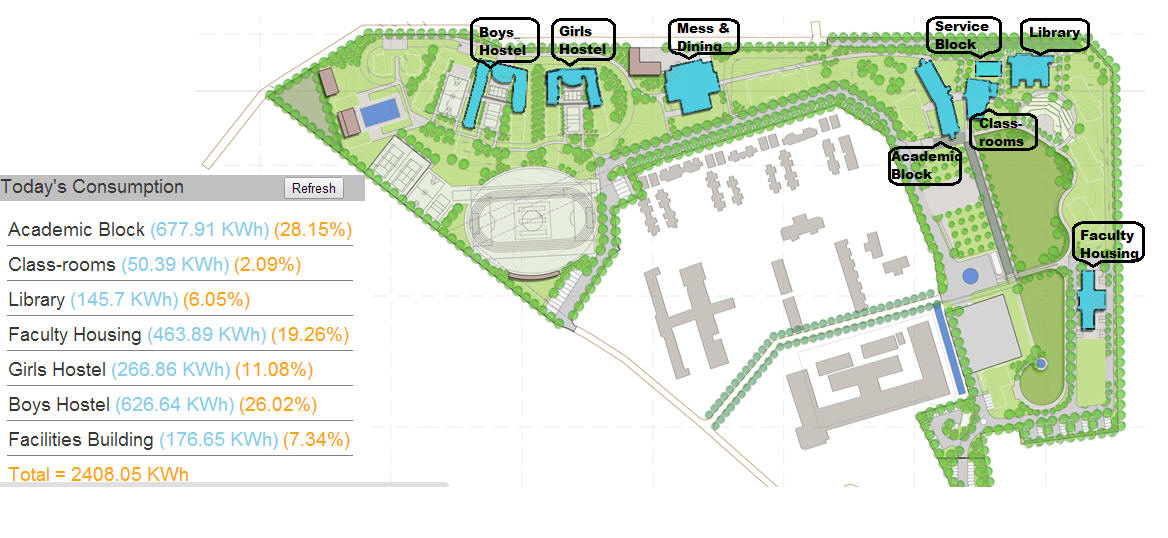 Boys_
Hostel
Girls
Hostel
Mess &
Dining
Service
Block
Library
Class-
rooms
Academic
Block
Faculty
Housing
Today's Consumption
Refresh
Academic Block (677.91 KWh) (28.15%)
Class-rooms (50.39 KWh) (2.09%)
Library (145.7 KWh) (6.05%)
Faculty Housing (463.89 KWh) (19.26%)
Girls Hostel (266.86 KWh) (11.08%)
Boys Hostel (626.64 KWh) (26.02%)
Facilities Building (176.65 KWh) (7.34%)
Total = 2408.05 KWh